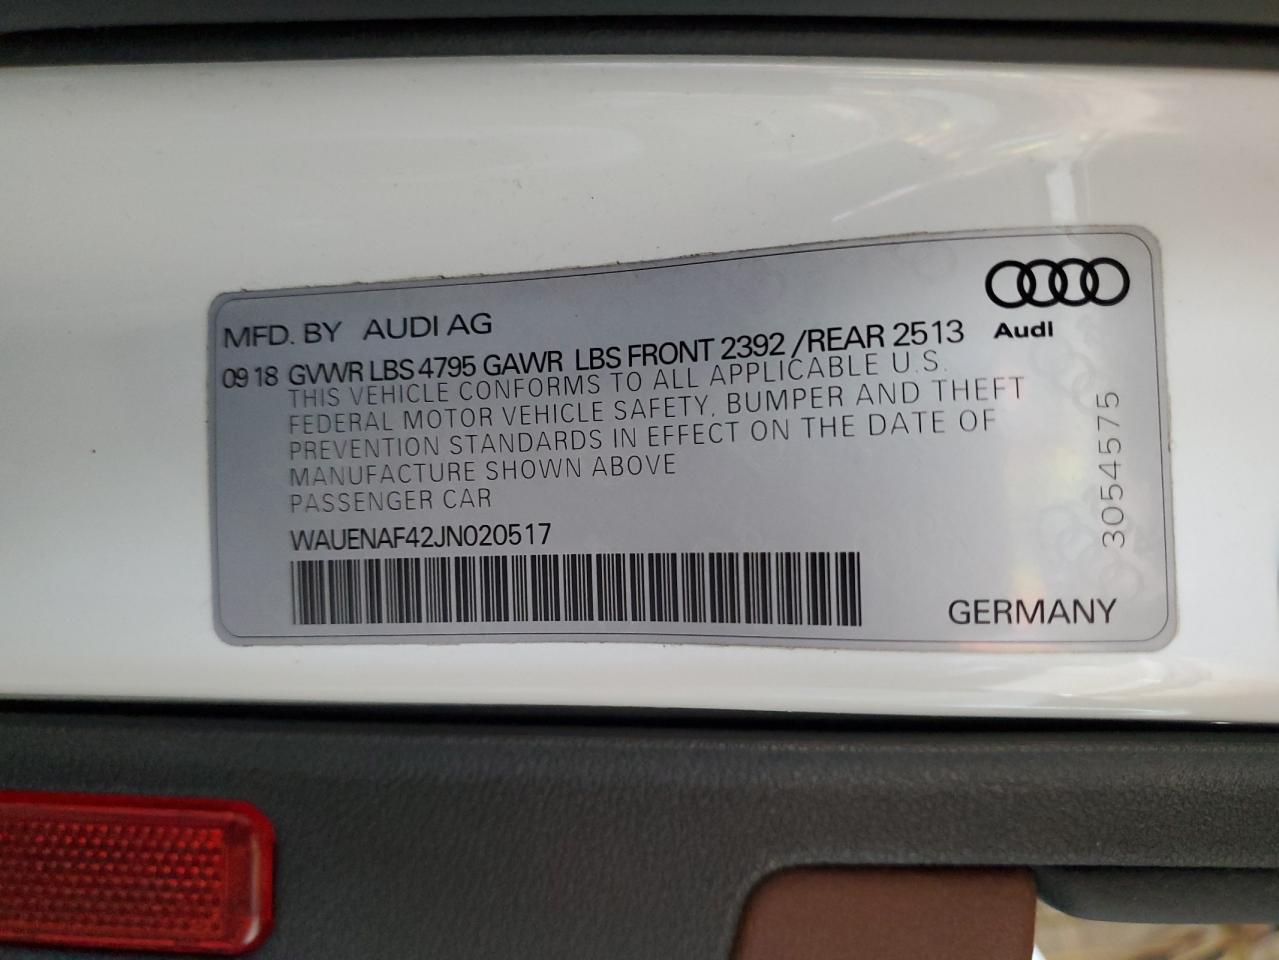 MFD. BY AUDI AG
Audi
09 18 GVWR LBS 4795 GAWR LBS FRONT 2392 /REAR 2513
THIS VEHICLE CONFORMS TO ALL APPLICABLE U.S.
FEDERAL MOTOR VEHICLE SAFETY, BUMPER AND THEFT
PREVENTION STANDARDS IN EFFECT ON THE DATE OF
MANUFACTURE SHOWN ABOVE
PASSENGER CAR
WAUENAF42JN020517
3054575
GERMANY